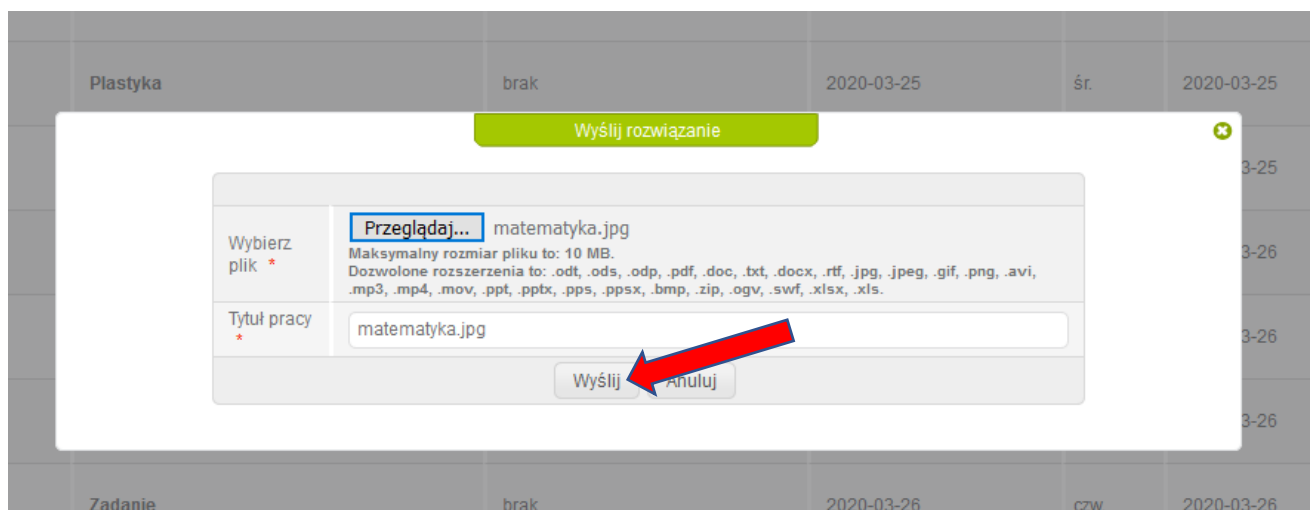 Plastyka brak 2020-03-25 śr. 2020-03-25
Wyślij rozwiązanie
3-25
Wybierz
plik *
Przeglądaj... matematyka.jpg
Maksymalny rozmiar pliku to: 10 MB.
Dozwolone rozszerzenia to: .odt, .ods, .odp, .pdf, .doc, .txt, .docx, .rtf, .jpg, .jpeg, .gif, .png, .avi,
.mp3, .mp4, .mov, .ppt, .pptx, .pps, .ppsx, .bmp, .zip, .ogv, .swf, .xlsx, .xls.
3-26
Tytuł pracy
*
matematyka.jpg
3-26
Wyślij Anuluj
3-26
Zadanie brak 2020-03-26 czw. 2020-03-26